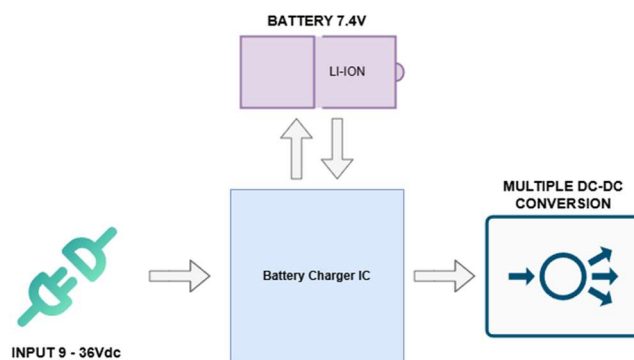 BATTERY 7.4V
LI-ION
MULTIPLE DC-DC
CONVERSION
Battery Charger IC
INPUT 9 - 36Vdc